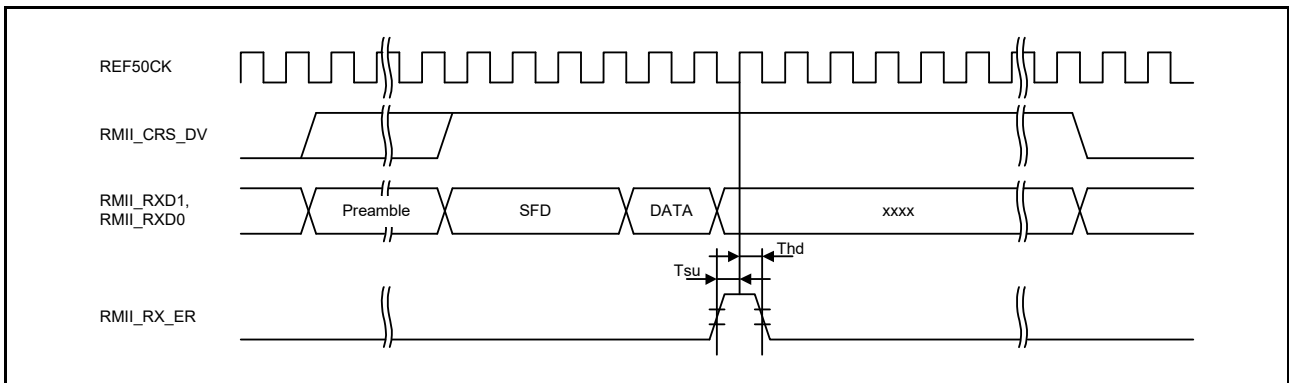 REF50CK
RMII_CRS_DV
RMII_RXD1,
RMII_RXD0
Preamble
SFD
DATA
xxxx
Tsu
Thd
RMII_RX_ER